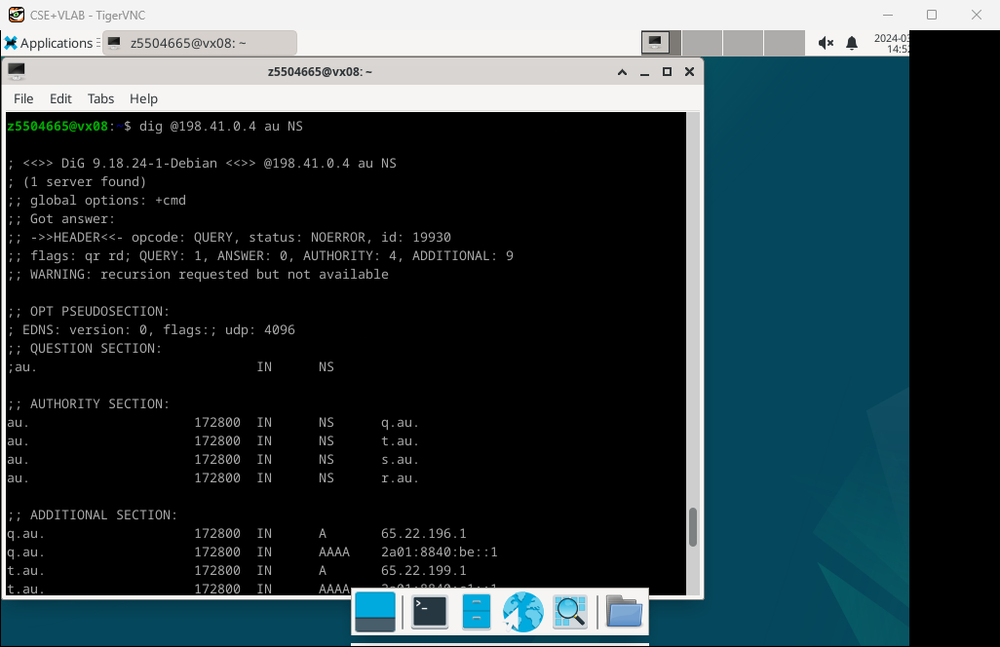 CSE+VLAB - TigerVNC
Applications
z5504665@vx08: ~
2024-03
14:52
z5504665@vx08: ~
File Edit Tabs Help
z5504665@vx08:~$ dig @198.41.0.4 au NS
; <<>> DiG 9.18.24-1-Debian <<>> @198.41.0.4 au NS
; (1 server found)
;; global options: +cmd
;; Got answer:
;; ->>HEADER<<- opcode: QUERY, status: NOERROR, id: 19930
;; flags: qr rd; QUERY: 1, ANSWER: 0, AUTHORITY: 4, ADDITIONAL: 9
;; WARNING: recursion requested but not available
;; OPT PSEUDOSECTION:
; EDNS: version: 0, flags:; udp: 4096
;; QUESTION SECTION:
;au. IN NS
;; AUTHORITY SECTION:
au. 172800 IN NS q.au.
au. 172800 IN NS t.au.
au. 172800 IN NS s.au.
au. 172800 IN NS r.au.
;; ADDITIONAL SECTION:
q.au. 172800 IN A 65.22.196.1
q.au. 172800 IN AAAA 2a01:8840:be::1
t.au. 172800 IN A 65.22.199.1
t.au. 172800 IN AAAA